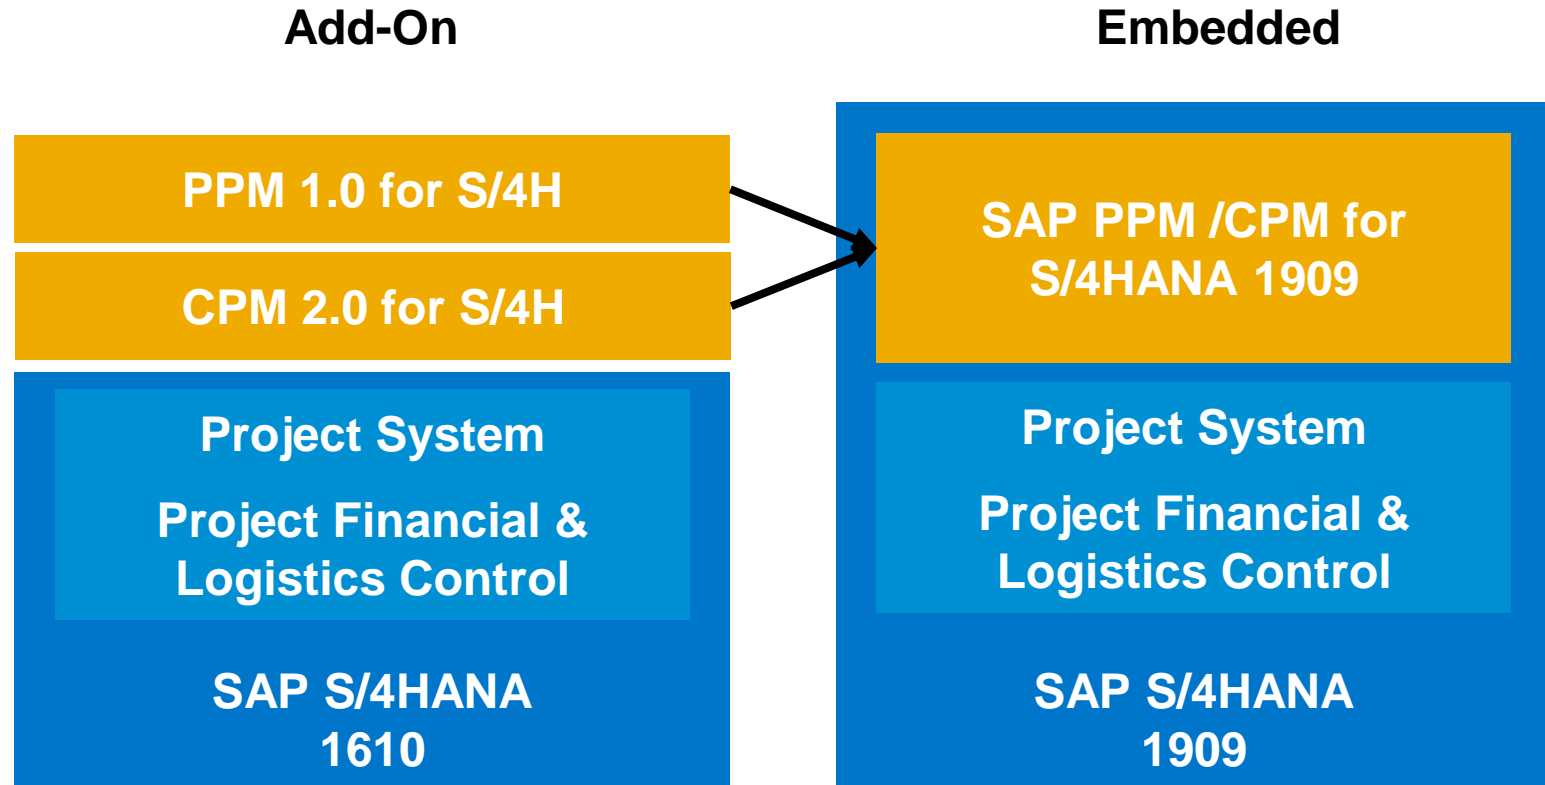 Add-On
PPM 1.0 for S/4H
CPM 2.0 for S/4H
Project System
Project Financial &
Logistics Control
SAP S/4HANA
1610
Embedded
SAP PPM /CPM for
S/4HANA 1909
Project System
Project Financial &
Logistics Control
SAP S/4HANA
1909